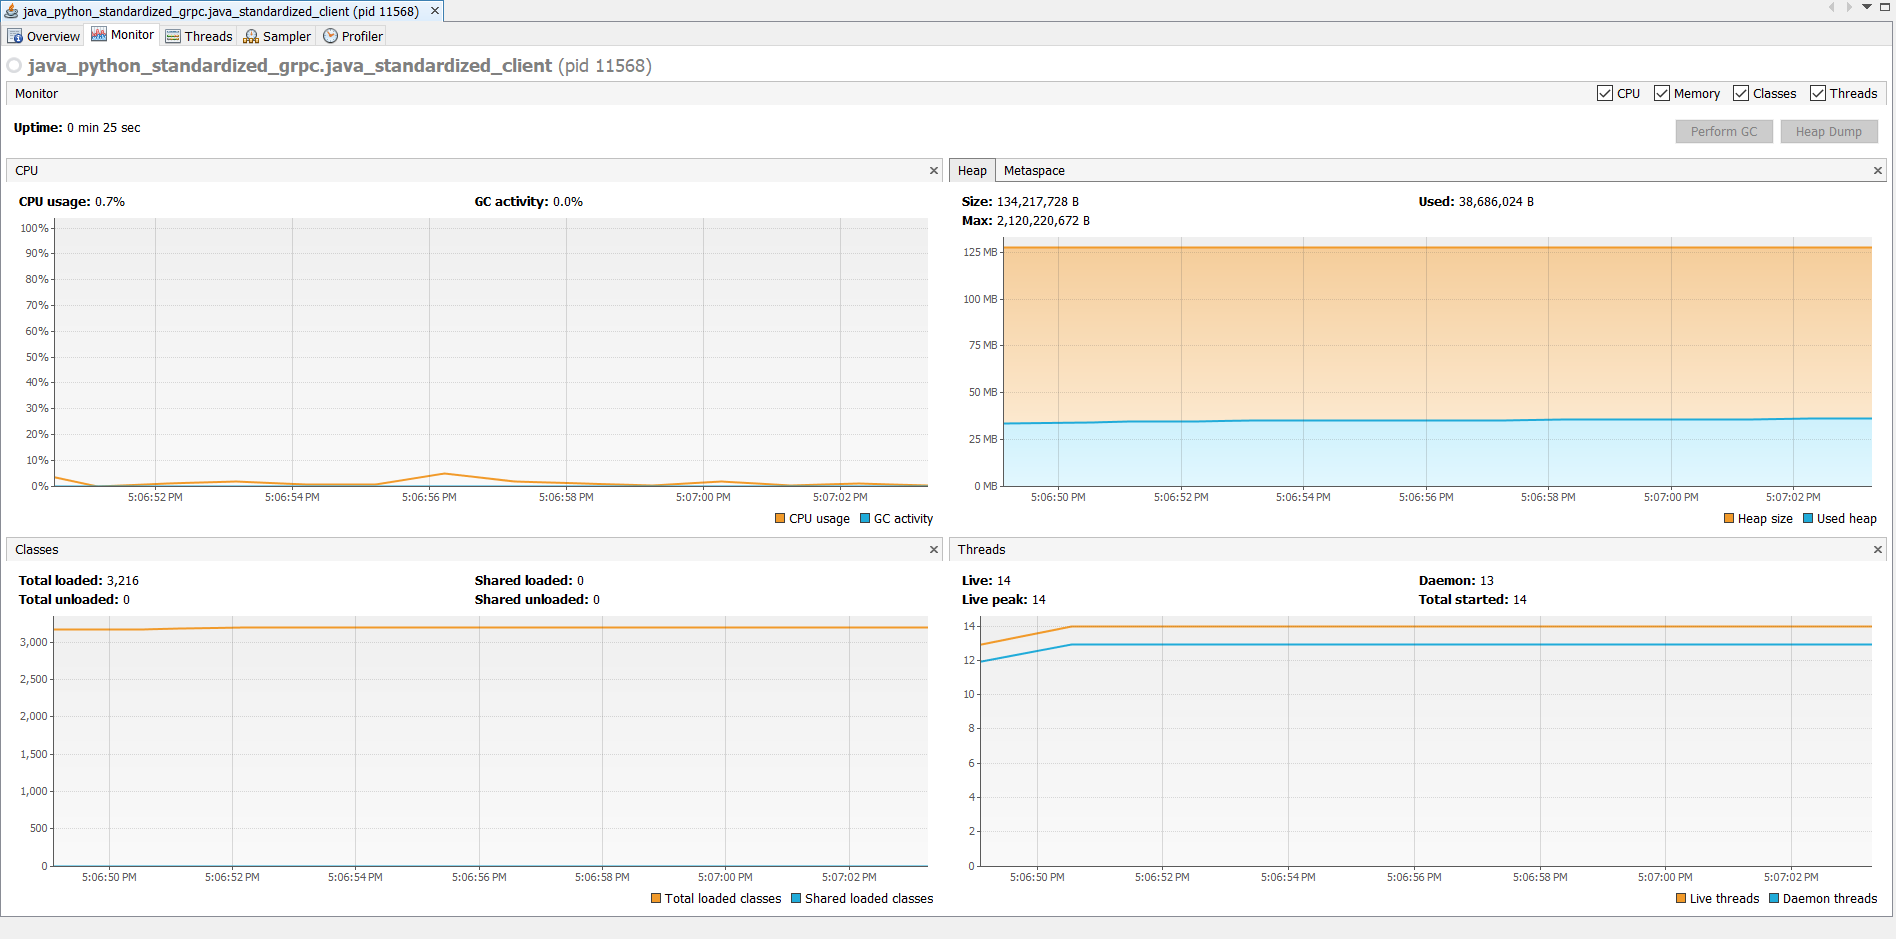 java_python_standardized_grpc.java_standardized_client (pid 11568)
Overview Monitor Threads Sampler Profiler
java_python_standardized_grpc.java_standardized_client (pid 11568)
Monitor CPU Memory Classes Threads
Uptime: 0 min 25 sec
Perform GC Heap Dump
CPU
CPU usage: 0.7% GC activity: 0.0%
100%
90%
80%
70%
60%
50%
40%
30%
20%
10%
0%
5:06:52 PM 5:06:54 PM 5:06:56 PM 5:06:58 PM 5:07:00 PM 5:07:02 PM
CPU usage GC activity
Heap Metaspace
Size: 134,217,728 B Used: 38,686,024 B
Max: 2,120,220,672 B
125 MB
100 MB
75 MB
50 MB
25 MB
0 MB
5:06:50 PM 5:06:52 PM 5:06:54 PM 5:06:56 PM 5:06:58 PM 5:07:00 PM 5:07:02 PM
Heap size Used heap
Classes
Total loaded: 3,216 Shared loaded: 0
Total unloaded: 0 Shared unloaded: 0
3,000
2,500
2,000
1,500
1,000
500
0
5:06:50 PM 5:06:52 PM 5:06:54 PM 5:06:56 PM 5:06:58 PM 5:07:00 PM 5:07:02 PM
Total loaded classes Shared loaded classes
Threads
Live: 14 Daemon: 13
Live peak: 14 Total started: 14
14
12
10
8
6
4
2
0
5:06:50 PM 5:06:52 PM 5:06:54 PM 5:06:56 PM 5:06:58 PM 5:07:00 PM 5:07:02 PM
Live threads Daemon threads